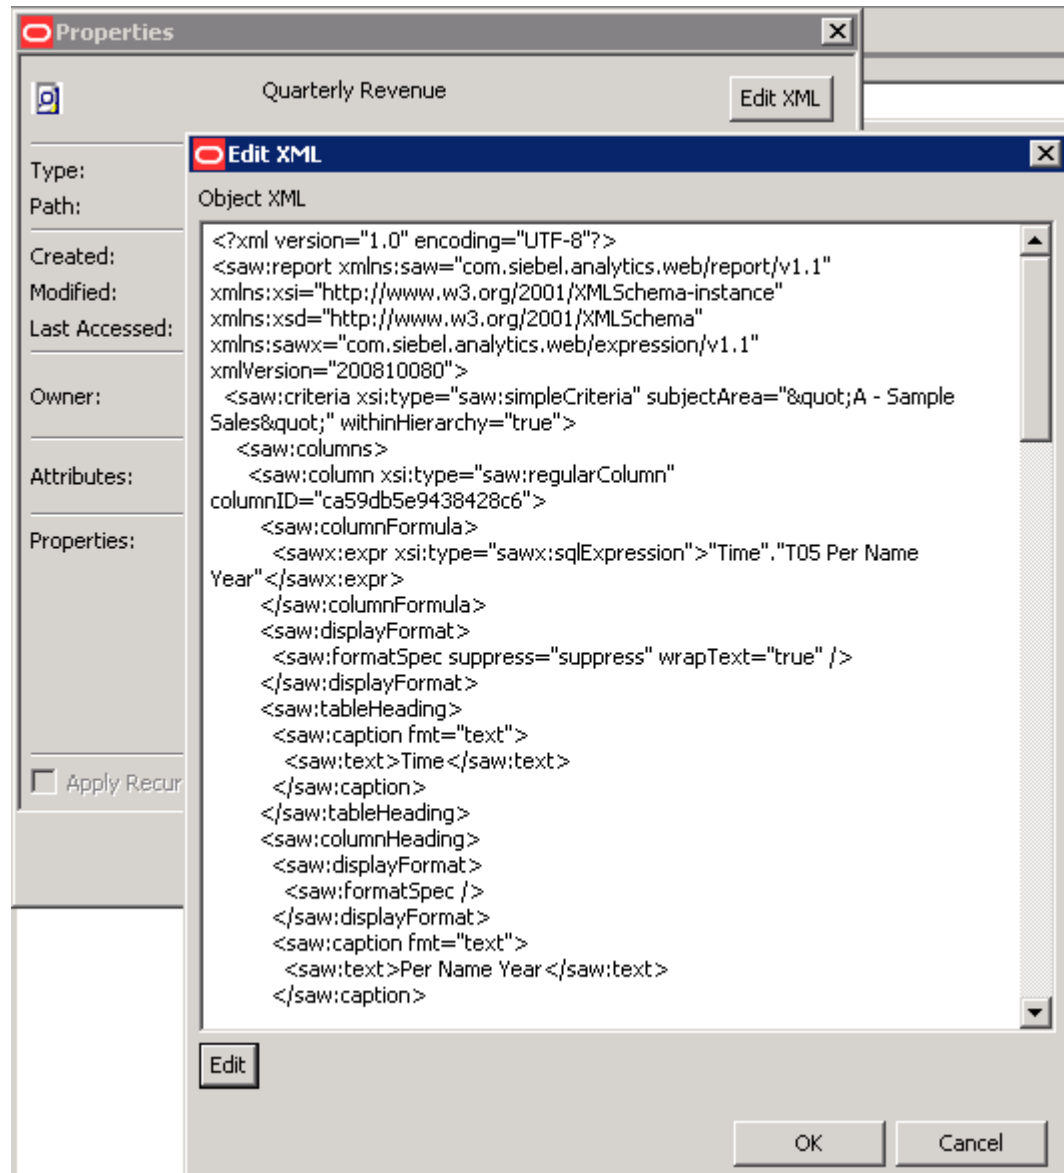 Properties
Quarterly Revenue
Edit XML
Edit XML
Type:
Path:
Created:
Modified:
Last Accessed:
Owner:
Attributes:
Properties:
Apply Recur
Object XML
<?xml version="1.0" encoding="UTF-8"?>
<saw:report xmlns:saw="com.siebel.analytics.web/report/v1.1"
xmlns:xsi="http://www.w3.org/2001/XMLSchema-instance"
xmlns:xsd="http://www.w3.org/2001/XMLSchema"
xmlns:sawx="com.siebel.analytics.web/expression/v1.1"
xmlVersion="200810080">
<saw:criteria xsi:type="saw:simpleCriteria" subjectArea="&quot;A - Sample
Sales&quot;" withinHierarchy="true">
<saw:columns>
<saw:column xsi:type="saw:regularColumn"
columnID="ca59db5e9438428c6">
<saw:columnFormula>
<sawx:expr xsi:type="sawx:sqlExpression">"Time"."T05 Per Name
Year"</sawx:expr>
</saw:columnFormula>
<saw:displayFormat>
<saw:formatSpec suppress="suppress" wrapText="true" />
</saw:displayFormat>
<saw:tableHeading>
<saw:caption fmt="text">
<saw:text>Time</saw:text>
</saw:caption>
</saw:tableHeading>
<saw:columnHeading>
<saw:displayFormat>
<saw:formatSpec />
</saw:displayFormat>
<saw:caption fmt="text">
<saw:text>Per Name Year</saw:text>
</saw:caption>
Edit
OK
Cancel